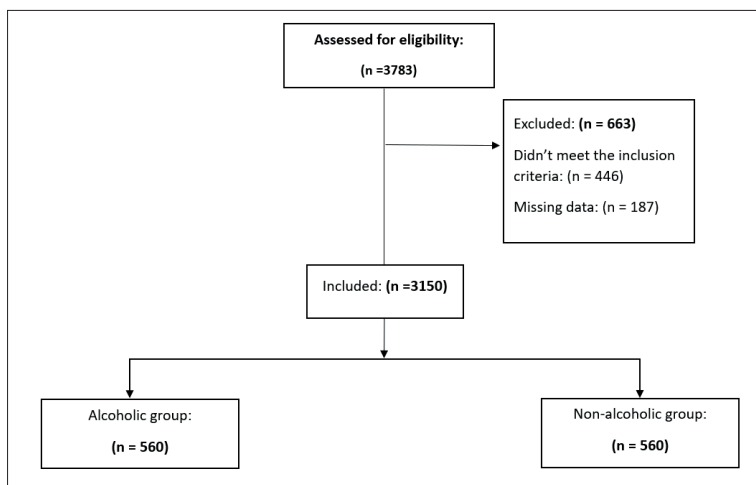 Assessed for eligibility:
(n =3783)
Excluded: (n = 663)
Didn’t meet the inclusion
criteria: (n = 446)
Missing data: (n = 187)
Included: (n =3150)
Alcoholic group:
(n = 560)
Non-alcoholic group:
(n = 560)